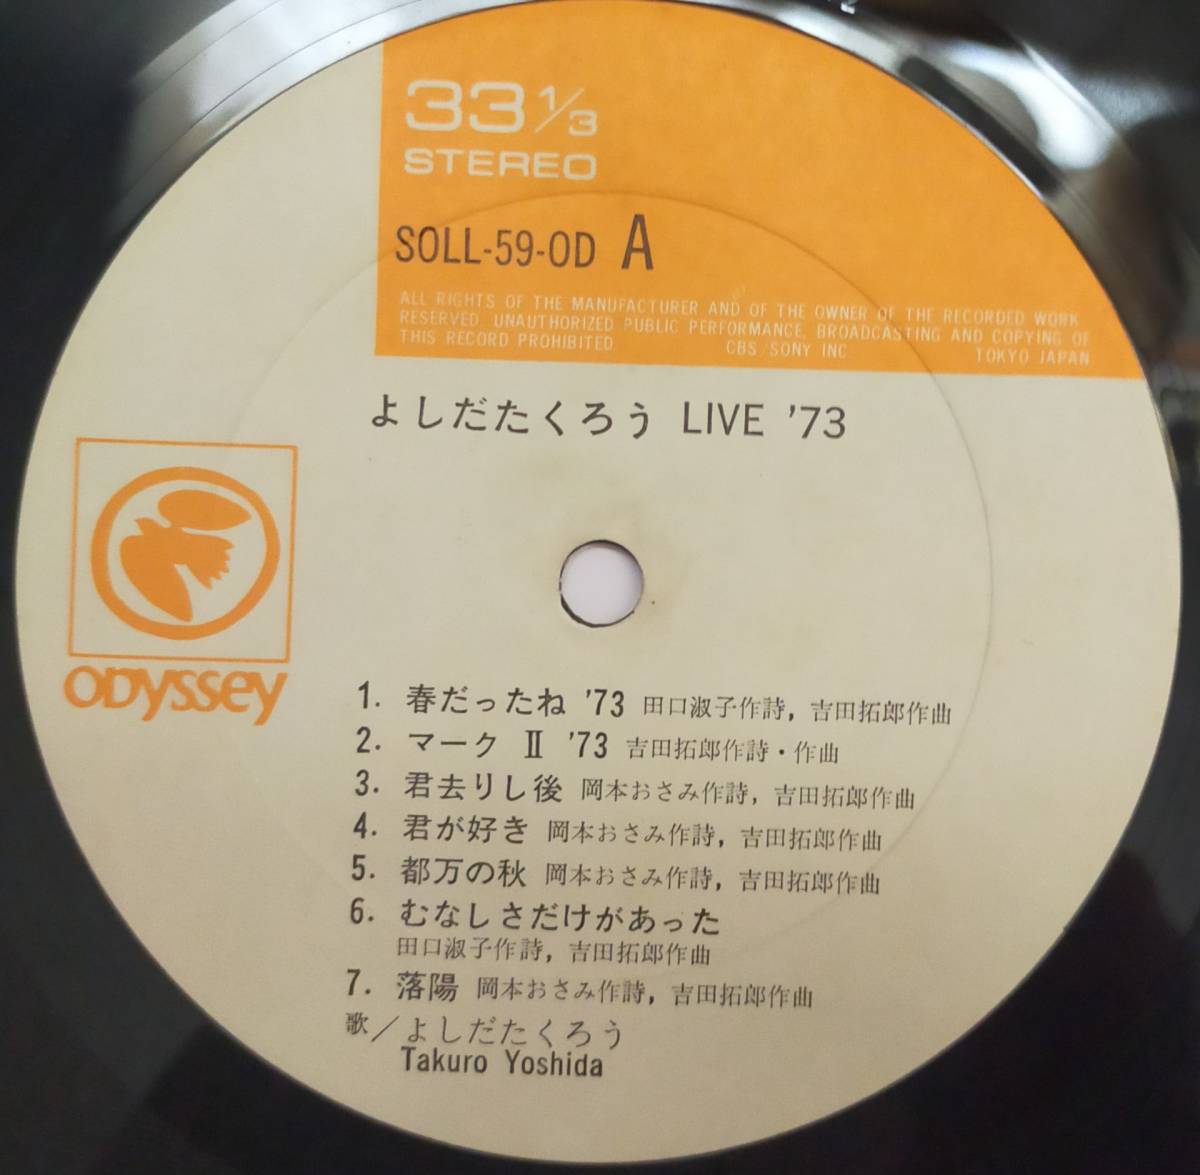 33 1/3
STEREO
SOLL-59-OD A
ALL RIGHTS OF THE MANUFACTURER AND OF THE OWNER OF THE RECORDED WORK
RESERVED. UNAUTHORIZED PUBLIC PERFORMANCE, BROADCASTING AND COPYING OF
THIS RECORD PROHIBITED. CBS/SONY INC TOKYO JAPAN
よしだたくろう LIVE '73
ODYSSEY
1. 春だったね '73 田口淑子作詩, 吉田拓郎作曲
2. マーク Ⅱ '73 吉田拓郎作詩・作曲
3. 君去りし後 岡本おさみ作詩, 吉田拓郎作曲
4. 君が好き 岡本おさみ作詩, 吉田拓郎作曲
5. 都万の秋 岡本おさみ作詩, 吉田拓郎作曲
6. むなしさだけがあった
田口淑子作詩, 吉田拓郎作曲
7. 落陽 岡本おさみ作詩, 吉田拓郎作曲
歌/よしだたくろう
Takuro Yoshida